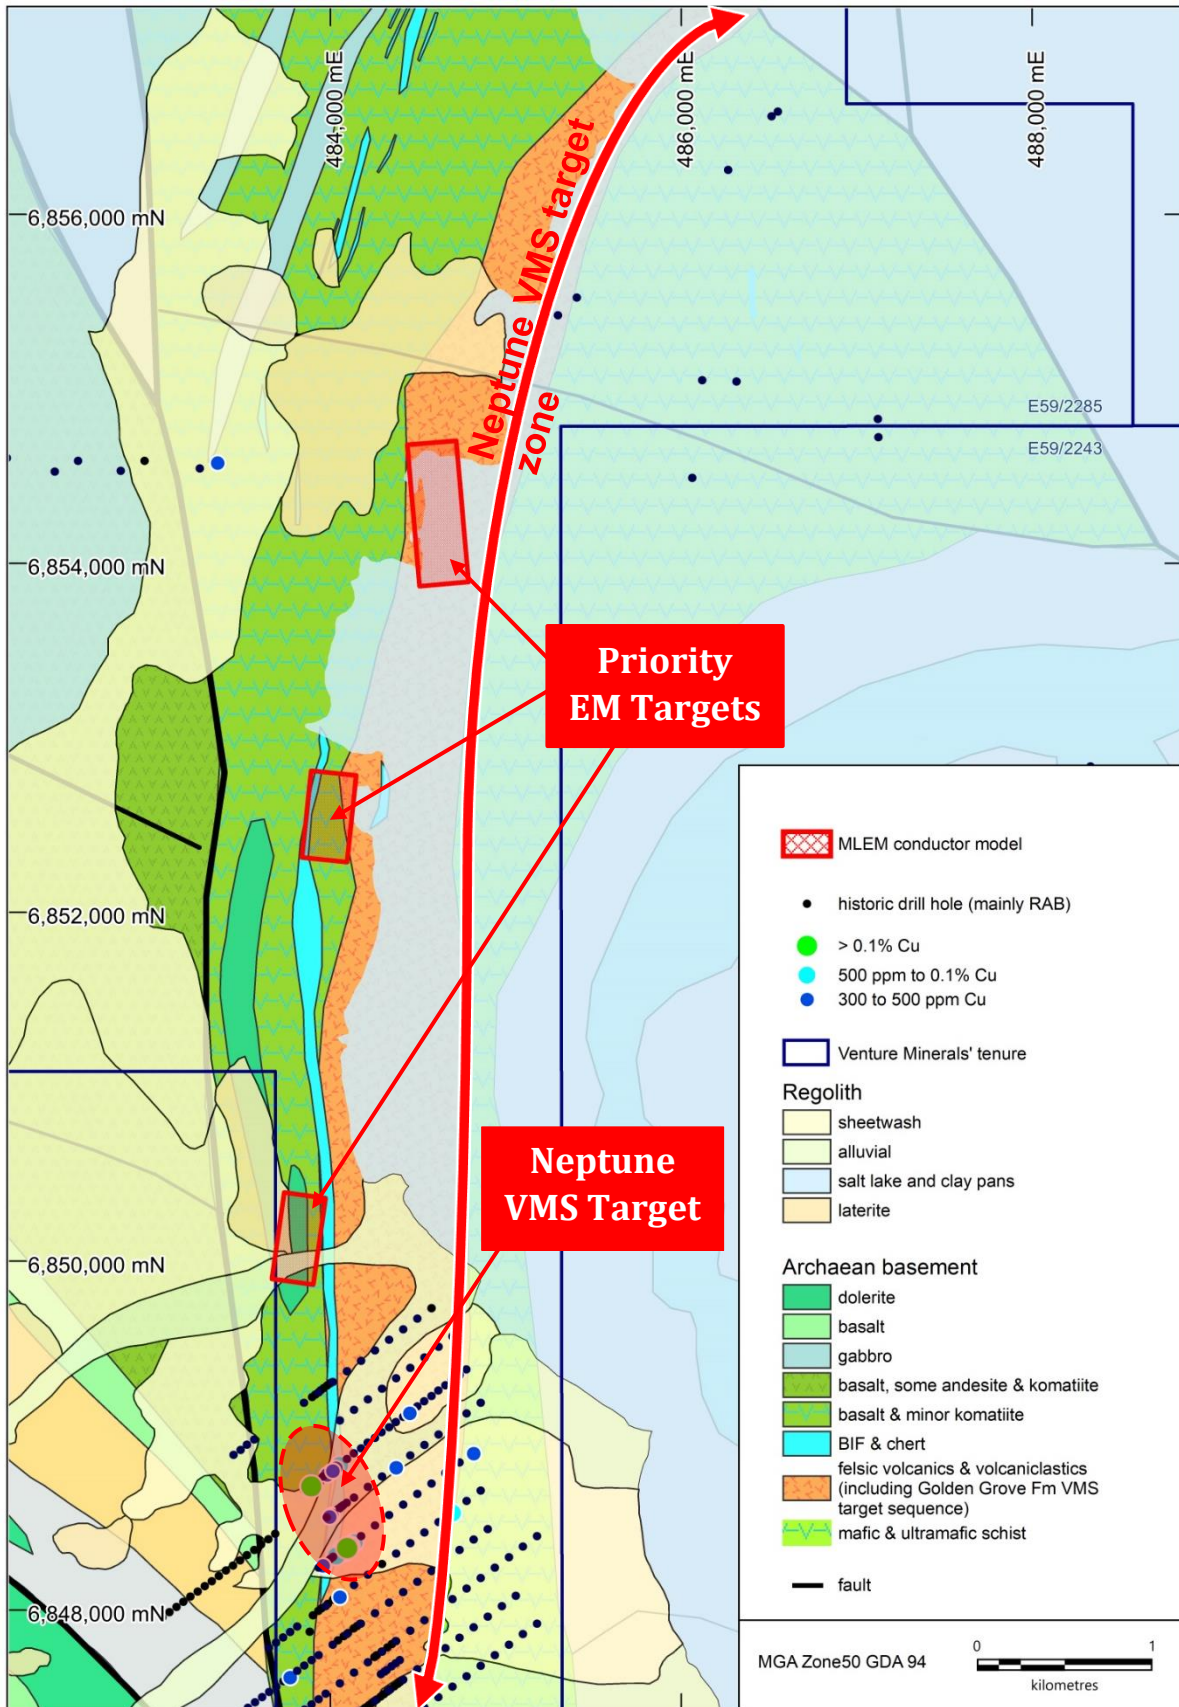 484,000 mE
486,000 mE
488,000 mE
6,856,000 mN
Neptune VMS target
zone
E59/2285
E59/2243
6,854,000 mN
Priority
EM Targets
6,852,000 mN
Neptune
VMS Target
6,850,000 mN
6,848,000 mN
MLEM conductor model
historic drill hole (mainly RAB)
> 0.1% Cu
500 ppm to 0.1% Cu
300 to 500 ppm Cu
Venture Minerals' tenure
Regolith
sheetwash
alluvial
salt lake and clay pans
laterite
Archaean basement
dolerite
basalt
gabbro
basalt, some andesite & komatiite
basalt & minor komatiite
BIF & chert
felsic volcanics & volcaniclastics
(including Golden Grove Fm VMS
target sequence)
mafic & ultramafic schist
fault
MGA Zone50 GDA 94
0 1
kilometres